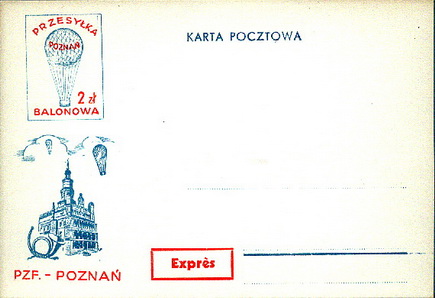 PRZESYŁKA
POZNAŃ
2 zł
BALONOWA
KARTA POCZTOWA
PZF. - POZNAŃ
Exprès